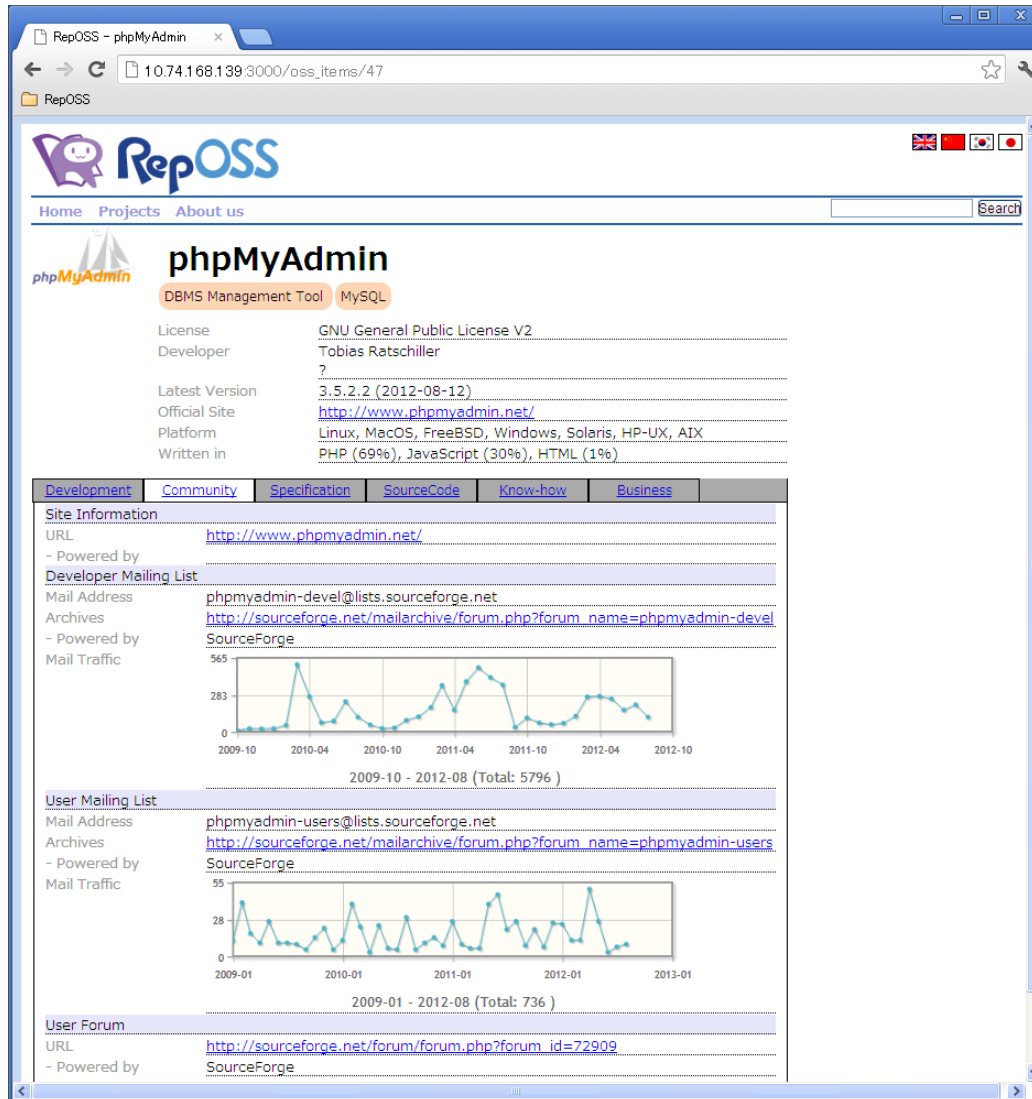 RepOSS - phpMyAdmin
10.74.168.139:3000/oss_items/47
RepOSS
RepOSS
Home Projects About us Search
phpMyAdmin
phpMyAdmin
DBMS Management Tool MySQL
License GNU General Public License V2
Developer Tobias Ratschiller
?
Latest Version 3.5.2.2 (2012-08-12)
Official Site http://www.phpmyadmin.net/
Platform Linux, MacOS, FreeBSD, Windows, Solaris, HP-UX, AIX
Written in PHP (69%), JavaScript (30%), HTML (1%)
Development Community Specification SourceCode Know-how Business
Site Information
URL http://www.phpmyadmin.net/
- Powered by
Developer Mailing List
Mail Address phpmyadmin-devel@lists.sourceforge.net
Archives http://sourceforge.net/mailarchive/forum.php?forum_name=phpmyadmin-devel
- Powered by SourceForge
Mail Traffic
565
283
0
2009-10 2010-04 2010-10 2011-04 2011-10 2012-04 2012-10
2009-10 - 2012-08 (Total: 5796 )
User Mailing List
Mail Address phpmyadmin-users@lists.sourceforge.net
Archives http://sourceforge.net/mailarchive/forum.php?forum_name=phpmyadmin-users
- Powered by SourceForge
Mail Traffic
55
28
0
2009-01 2010-01 2011-01 2012-01 2013-01
2009-01 - 2012-08 (Total: 736 )
User Forum
URL http://sourceforge.net/forum/forum.php?forum_id=72909
- Powered by SourceForge